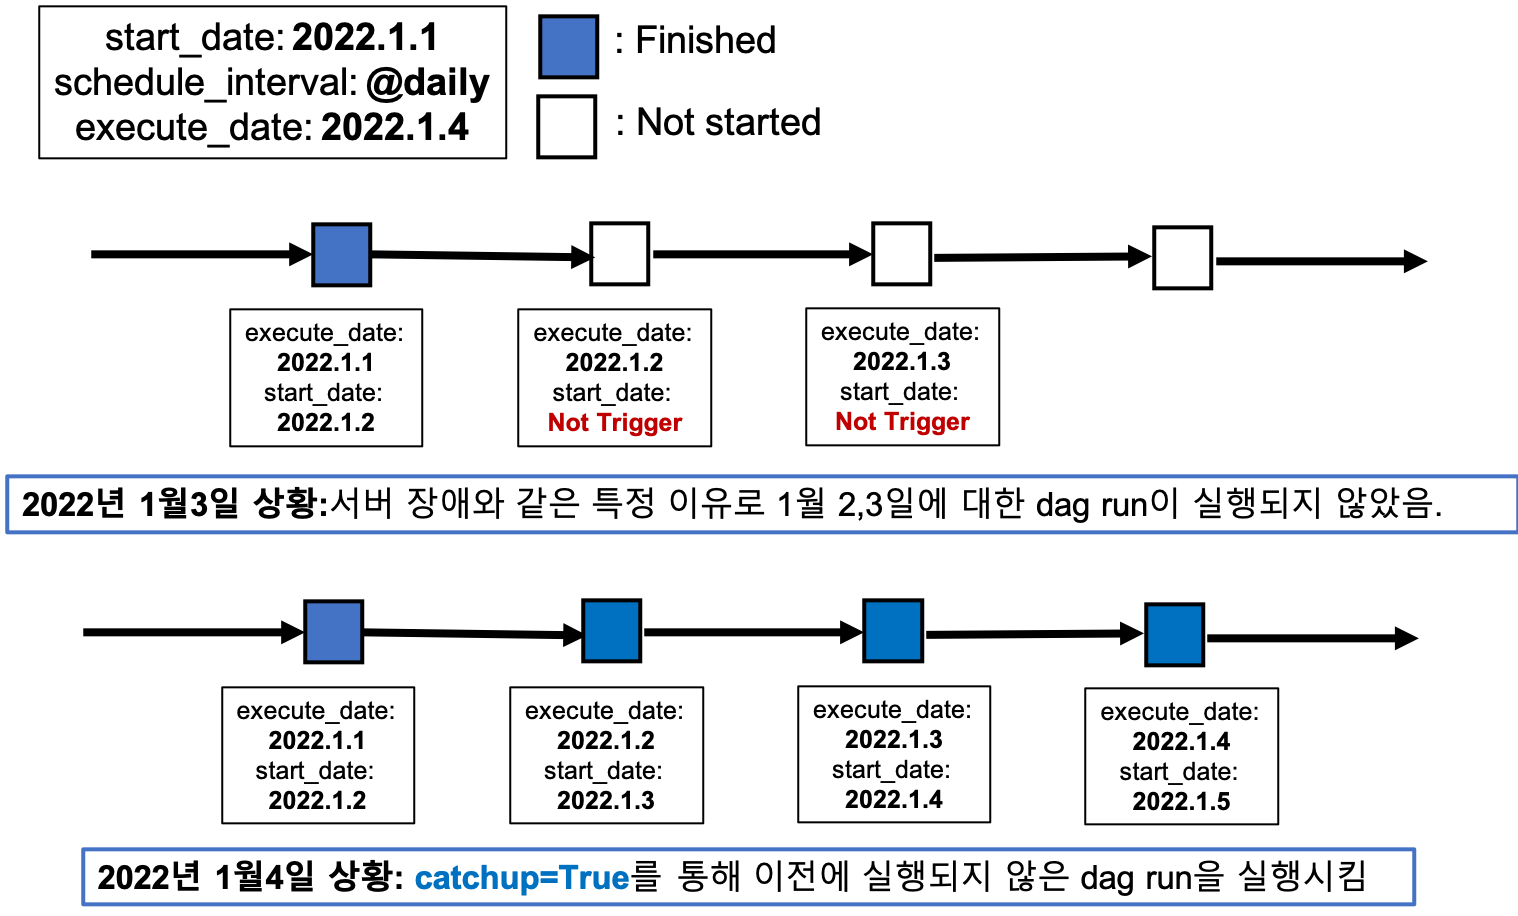 start_date: 2022.1.1
schedule_interval: @daily
execute_date: 2022.1.4
: Finished
: Not started
execute_date:
2022.1.1
start_date:
2022.1.2
execute_date:
2022.1.2
start_date:
Not Trigger
execute_date:
2022.1.3
start_date:
Not Trigger
2022년 1월3일 상황:서버 장애와 같은 특정 이유로 1월 2,3일에 대한 dag run이 실행되지 않았음.
execute_date:
2022.1.1
start_date:
2022.1.2
execute_date:
2022.1.2
start_date:
2022.1.3
execute_date:
2022.1.3
start_date:
2022.1.4
execute_date:
2022.1.4
start_date:
2022.1.5
2022년 1월4일 상황: catchup=True를 통해 이전에 실행되지 않은 dag run을 실행시킴